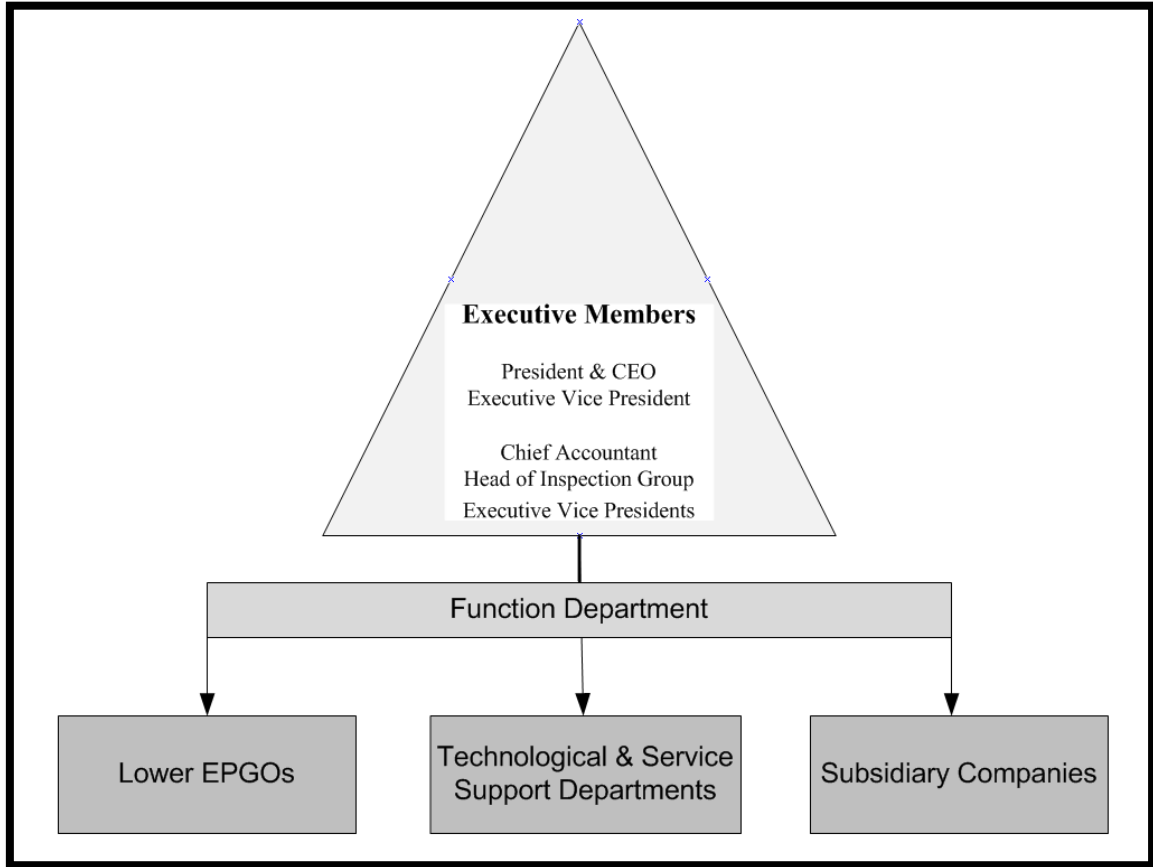 Executive Members
President & CEO
Executive Vice President
Chief Accountant
Head of Inspection Group
Executive Vice Presidents
Function Department
Lower EPGOs
Technological & Service
Support Departments
Subsidiary Companies